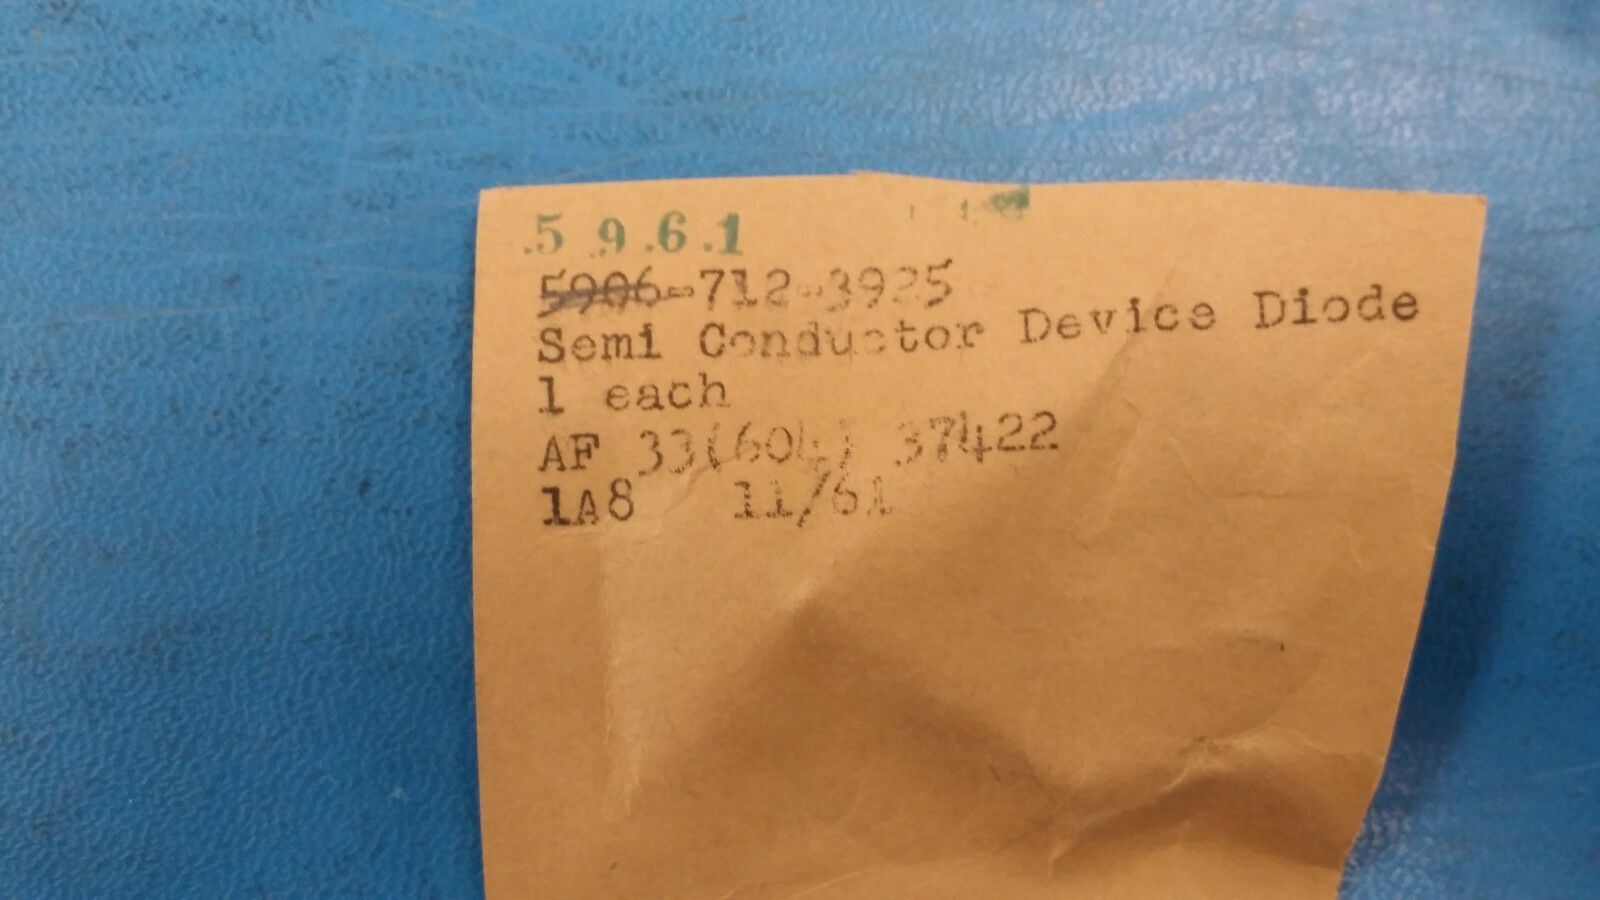 .5 9.6.1
5906-712-3925
Semi Conductor Device Diode
1 each
AF 33(604) 37422
1A8 11/61